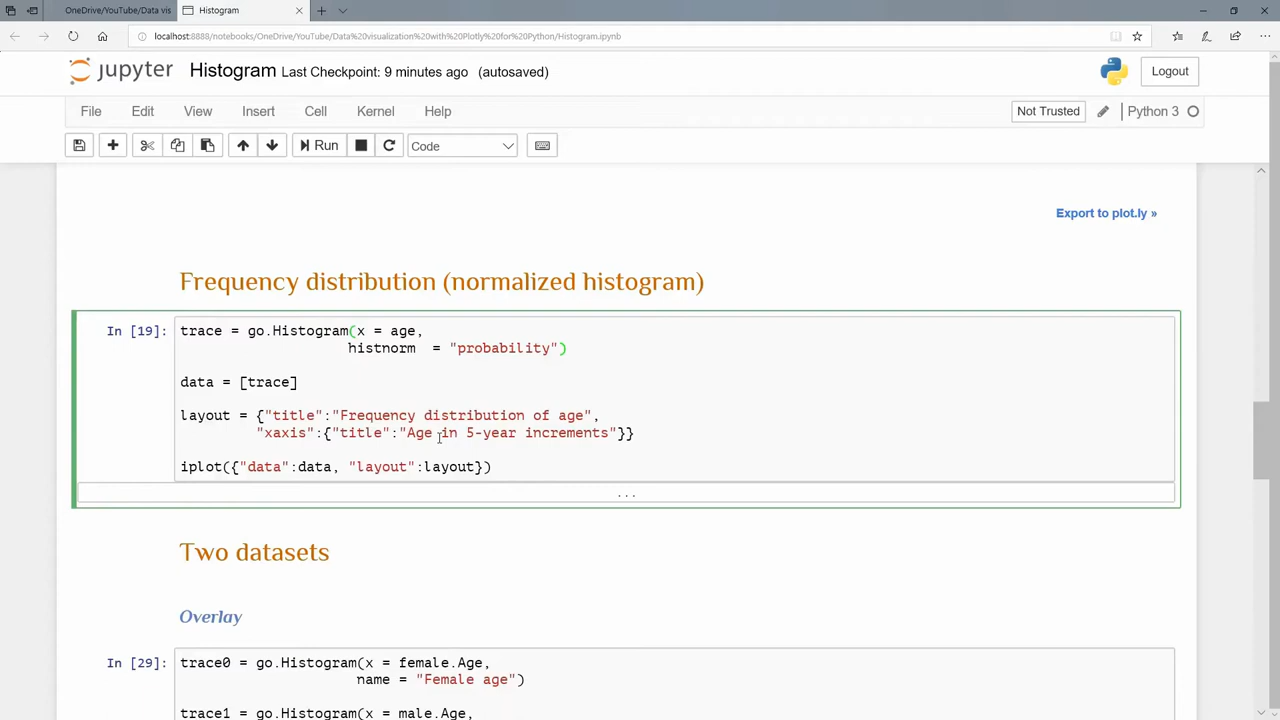 OneDrive/YouTube/Data vis
Histogram
localhost:8888/notebooks/OneDrive/YouTube/Data%20visualization%20with%20Plotly%20for%20Python/Histogram.ipynb
jupyter Histogram Last Checkpoint: 9 minutes ago (autosaved)
Logout
File Edit View Insert Cell Kernel Help
Not Trusted
Python 3
Run
Code
Export to plot.ly »
Frequency distribution (normalized histogram)
In [19]:
trace = go.Histogram(x = age,
histnorm = "probability")
data = [trace]
layout = {"title":"Frequency distribution of age",
"xaxis":{"title":"Age in 5-year increments"}}
iplot({"data":data, "layout":layout})
...
Two datasets
Overlay
In [29]:
trace0 = go.Histogram(x = female.Age,
name = "Female age")
trace1 = go.Histogram(x = male.Age,